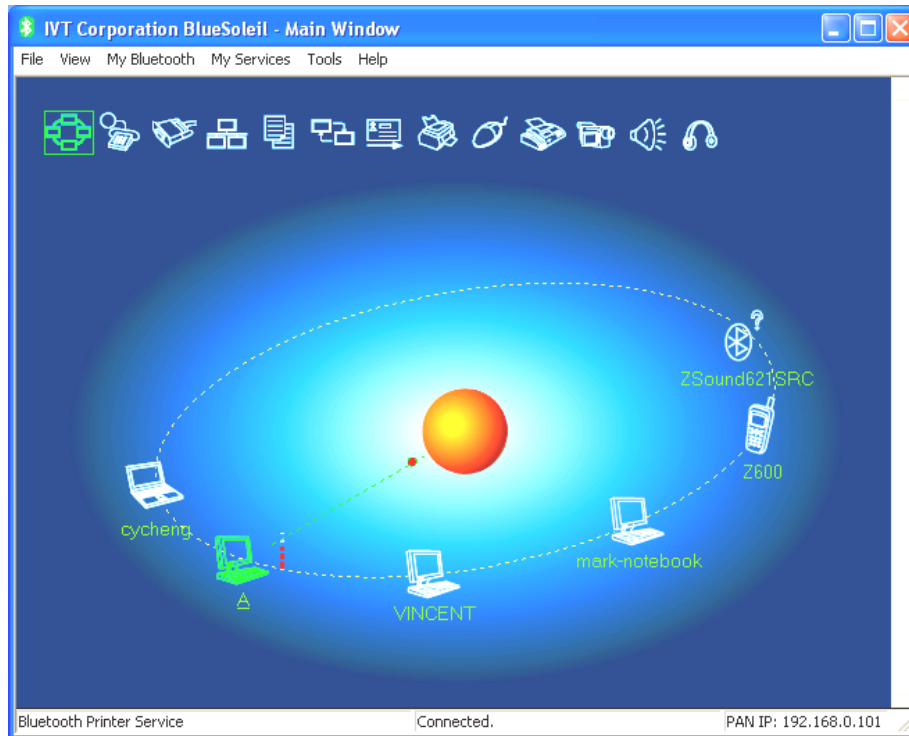 IVT Corporation BlueSoleil - Main Window
File View My Bluetooth My Services Tools Help
ZSound621SRC
Z600
cycheng
mark-notebook
A
VINCENT
Bluetooth Printer Service Connected. PAN IP: 192.168.0.101